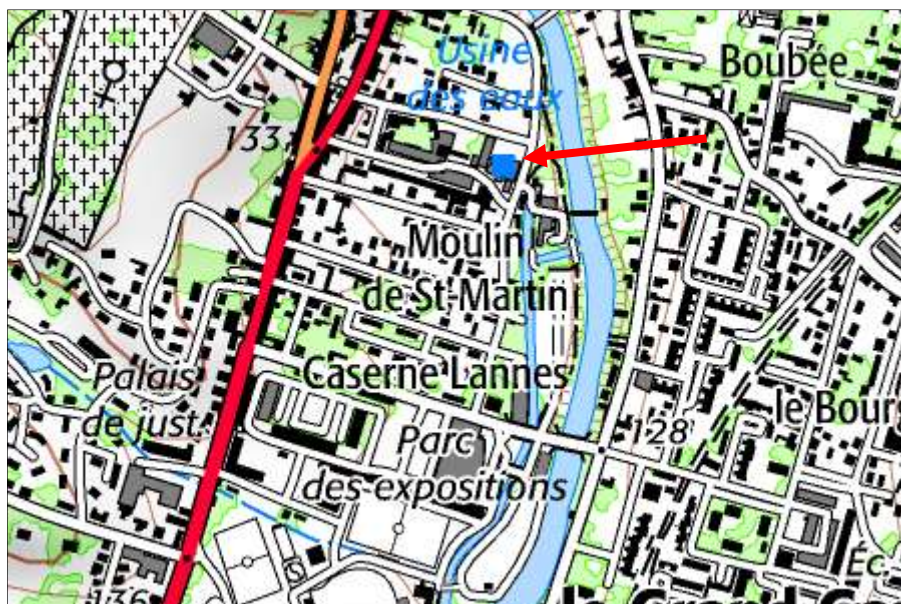 Usine
des eaux
Boubée
133
Moulin
de St-Martin
Caserne Lannes
Palais
de just.
Parc
des expositions
128
le Bour
Éc.
136